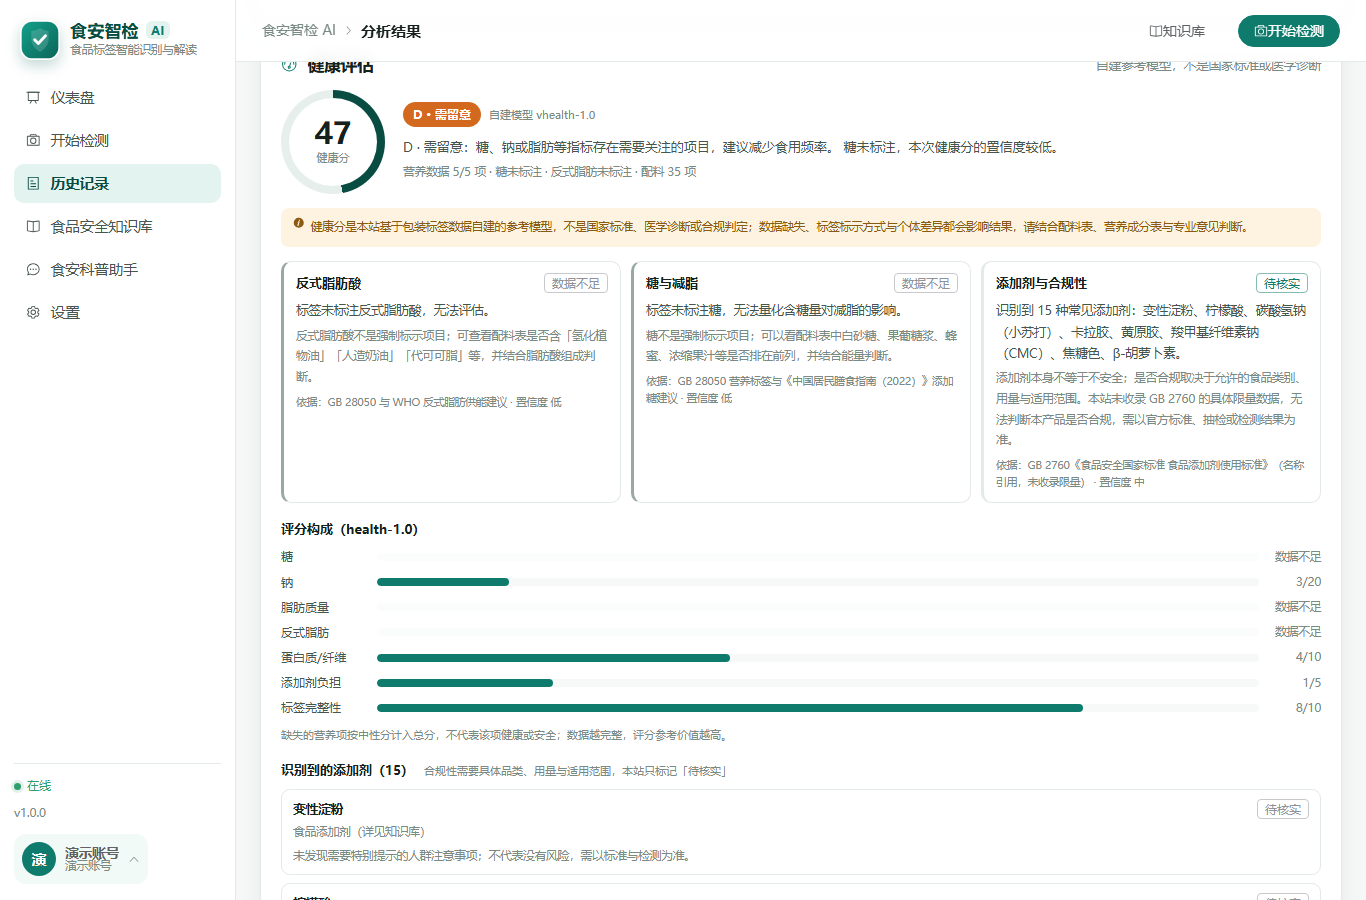 食安智检 AI
食品标签智能识别与解读
仪表盘
开始检测
历史记录
食品安全知识库
食安科普助手
设置
在线
v1.0.0
演
演示账号
演示账号
食安智检 AI > 分析结果
知识库
开始检测
健康评估
自建参考模型，不是国家标准或医学诊断
47
健康分
D · 需留意
自建模型 vhealth-1.0
D · 需留意：糖、钠或脂肪等指标存在需要关注的项目，建议减少食用频率。 糖未标注，本次健康分的置信度较低。
营养数据 5/5 项 · 糖未标注 · 反式脂肪未标注 · 配料 35 项
健康分是本站基于包装标签数据自建的参考模型，不是国家标准、医学诊断或合规判定；数据缺失、标签标示方式与个体差异都会影响结果，请结合配料表、营养成分表与专业意见判断。
反式脂肪酸
数据不足
标签未标注反式脂肪酸，无法评估。
反式脂肪酸不是强制标示项目；可查看配料表是否含「氢化植
物油」「人造奶油」「代可可脂」等，并结合脂肪酸组成判
断。
依据：GB 28050 与 WHO 反式脂肪供能建议 · 置信度 低
糖与减脂
数据不足
标签未标注糖，无法量化含糖量对减脂的影响。
糖不是强制标示项目；可以看配料表中白砂糖、果葡糖浆、蜂
蜜、浓缩果汁等是否排在前列，并结合能量判断。
依据：GB 28050 营养标签与《中国居民膳食指南（2022）》添加
糖建议 · 置信度 低
添加剂与合规性
待核实
识别到 15 种常见添加剂：变性淀粉、柠檬酸、碳酸氢钠
（小苏打）、卡拉胶、黄原胶、羧甲基纤维素钠
（CMC）、焦糖色、β-胡萝卜素。
添加剂本身不等于不安全；是否合规取决于允许的食品类别、
用量与适用范围。本站未收录 GB 2760 的具体限量数据，无
法判断本产品是否合规，需以官方标准、抽检或检测结果为
准。
依据：GB 2760《食品安全国家标准 食品添加剂使用标准》（名称
引用，未收录限量） · 置信度 中
评分构成（health-1.0）
糖
数据不足
钠
3/20
脂肪质量
数据不足
反式脂肪
数据不足
蛋白质/纤维
4/10
添加剂负担
1/5
标签完整性
8/10
缺失的营养项按中性分计入总分，不代表该项健康或安全；数据越完整，评分参考价值越高。
识别到的添加剂（15）
合规性需要具体品类、用量与适用范围，本站只标记「待核实」
变性淀粉
待核实
食品添加剂（详见知识库）
未发现需要特别提示的人群注意事项；不代表没有风险，需以标准与检测为准。